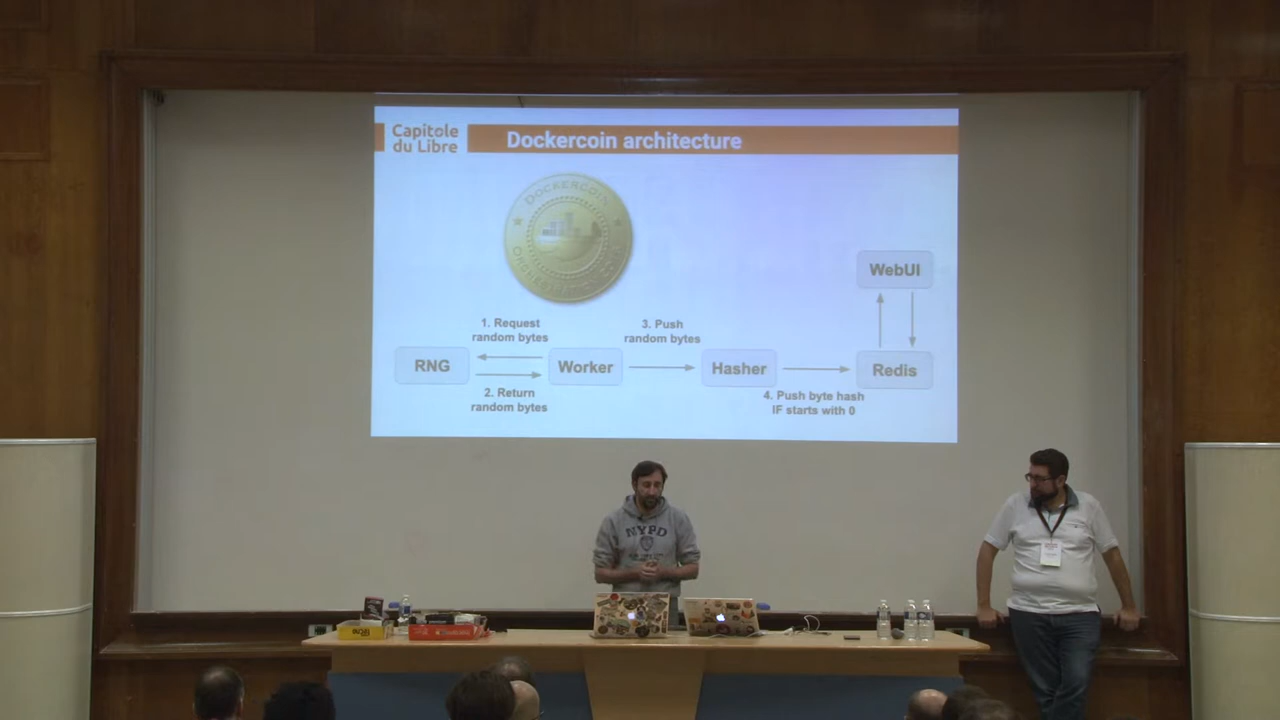 Capitole
du Libre
Dockercoin architecture
DOCKERCOIN
WebUI
1. Request
random bytes
3. Push
random bytes
RNG
Worker
Hasher
Redis
2. Return
random bytes
4. Push byte hash
IF starts with 0
NYPD